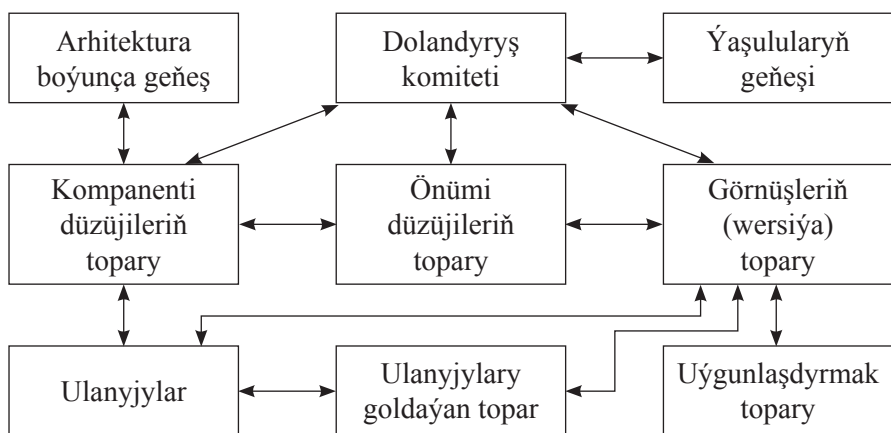 Arhitektura
boýunça geňeş
Dolandyryş
komiteti
Ýaşulularyň
geňeşi
Kompanenti
düzüjileriň
topary
Önümi
düzüjileriň
topary
Görnüşleriň
(wersiýa)
topary
Ulanyjylar
Ulanyjylary
goldaýan topar
Uýgunlaşdyrmak
topary